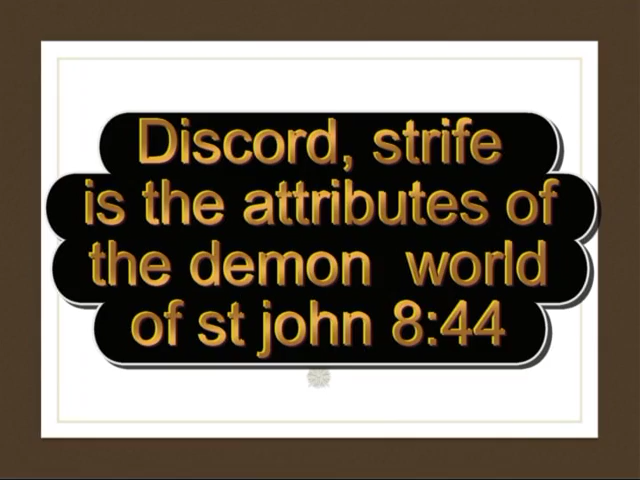 Discord, strife
is the attributes of
the demon world
of st john 8:44